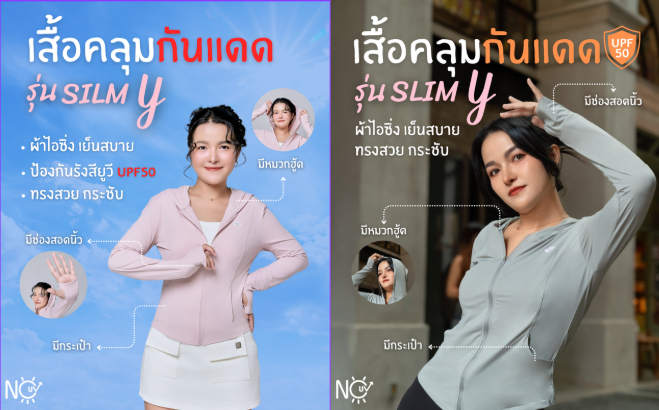 เสื้อคลุมกันแดด
รุ่น SILM y
• ผ้าไอซิ่ง เย็นสบาย
• ป้องกันรังสียูวี UPF50
• ทรงสวย กระชับ
มีหมวกฮู้ด
มีช่องสอดนิ้ว
มีกระเป๋า
NO UV
เสื้อคลุมกันแดด
UPF
50
รุ่น SLIM y
ผ้าไอซิ่ง เย็นสบาย
ทรงสวย กระชับ
มีช่องสอดนิ้ว
มีหมวกฮู้ด
มีกระเป๋า
NO UV